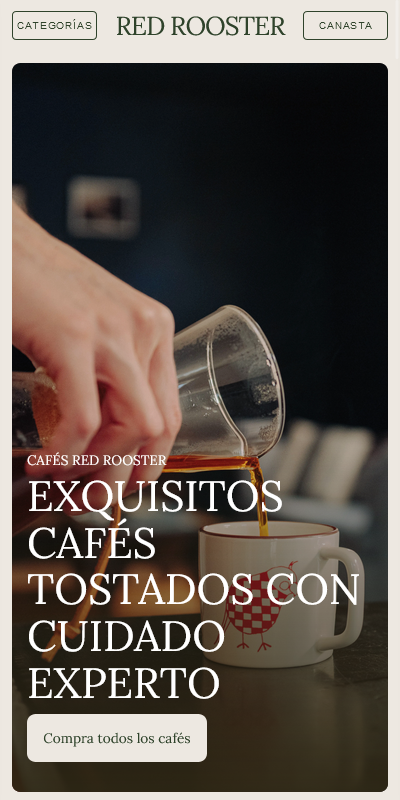 CATEGORÍAS
RED ROOSTER
CANASTA
CAFÉS RED ROOSTER
EXQUISITOS
CAFÉS
TOSTADOS CON
CUIDADO
EXPERTO
Compra todos los cafés